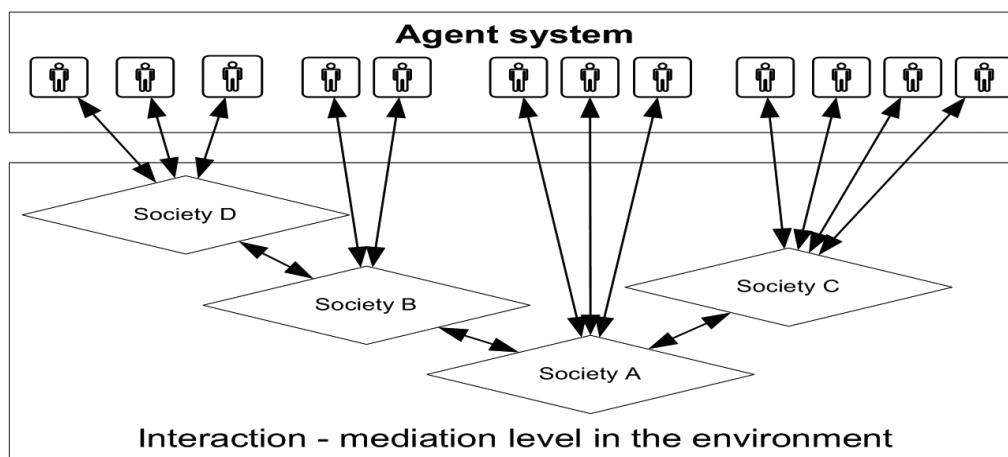 Agent system
Society D
Society B
Society C
Society A
Interaction - mediation level in the environment